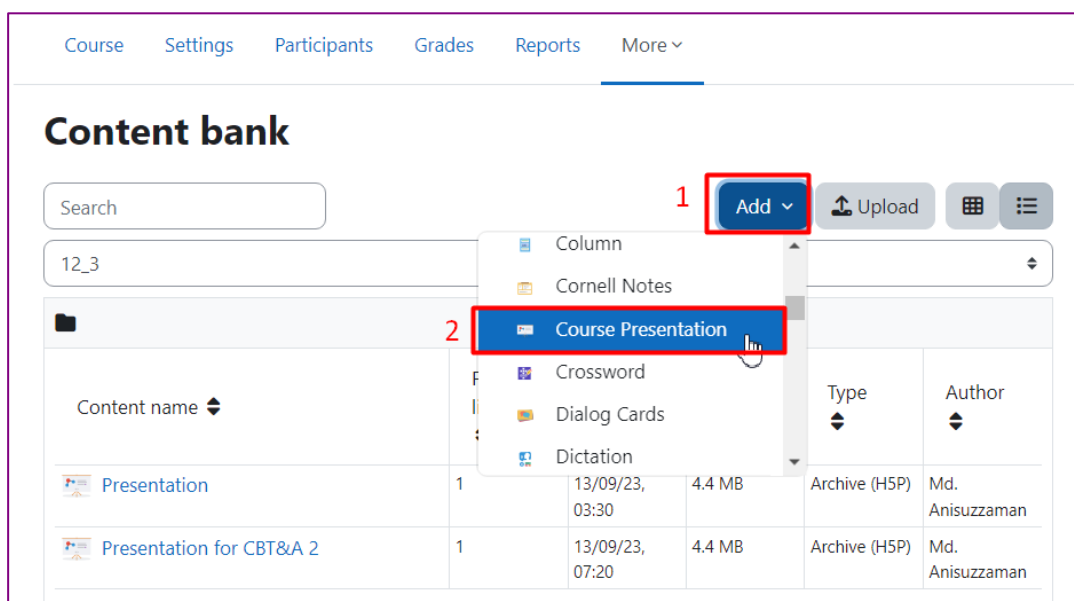 Course Settings Participants Grades Reports More
Content bank
Search
1
Add
Upload
12_3
Column
Cornell Notes
2
Course Presentation
Crossword
Dialog Cards
Dictation
Content name
Type
Author
Presentation 1 13/09/23, 4.4 MB Archive (H5P) Md.
03:30 Anisuzzaman
Presentation for CBT&A 2 1 13/09/23, 4.4 MB Archive (H5P) Md.
07:20 Anisuzzaman